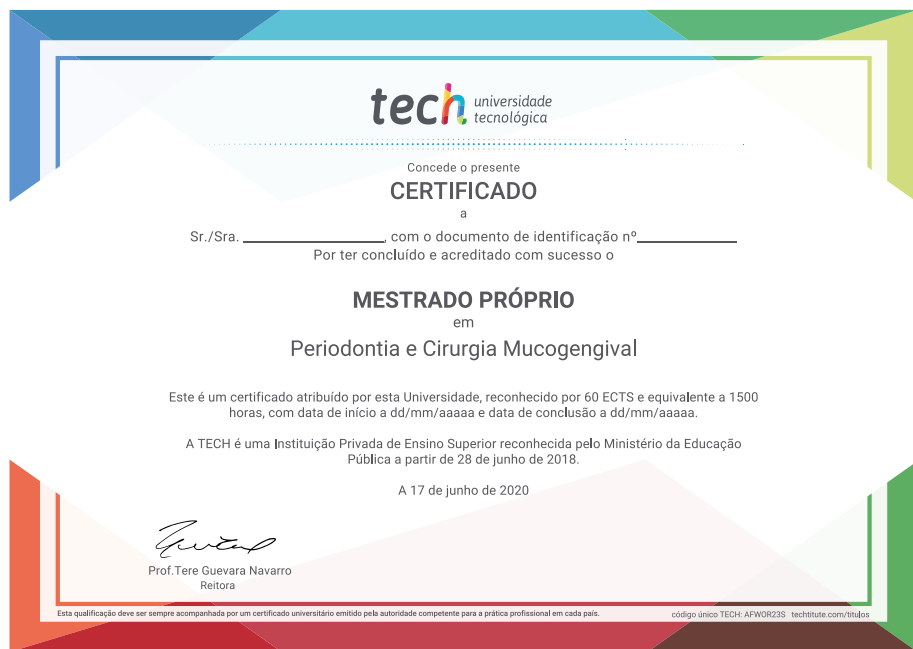 tech universidade
tecnológica
Concede o presente
CERTIFICADO
a
Sr./Sra. ____________________, com o documento de identificação nº______________
Por ter concluído e acreditado com sucesso o
MESTRADO PRÓPRIO
em
Periodontia e Cirurgia Mucogengival
Este é um certificado atribuído por esta Universidade, reconhecido por 60 ECTS e equivalente a 1500
horas, com data de início a dd/mm/aaaaa e data de conclusão a dd/mm/aaaaa.
A TECH é uma Instituição Privada de Ensino Superior reconhecida pelo Ministério da Educação
Pública a partir de 28 de junho de 2018.
A 17 de junho de 2020
Prof.Tere Guevara Navarro
Reitora
Esta qualificação deve ser sempre acompanhada por um certificado universitário emitido pela autoridade competente para a prática profissional em cada país.
código único TECH: AFWOR23S techtitute.com/titulos